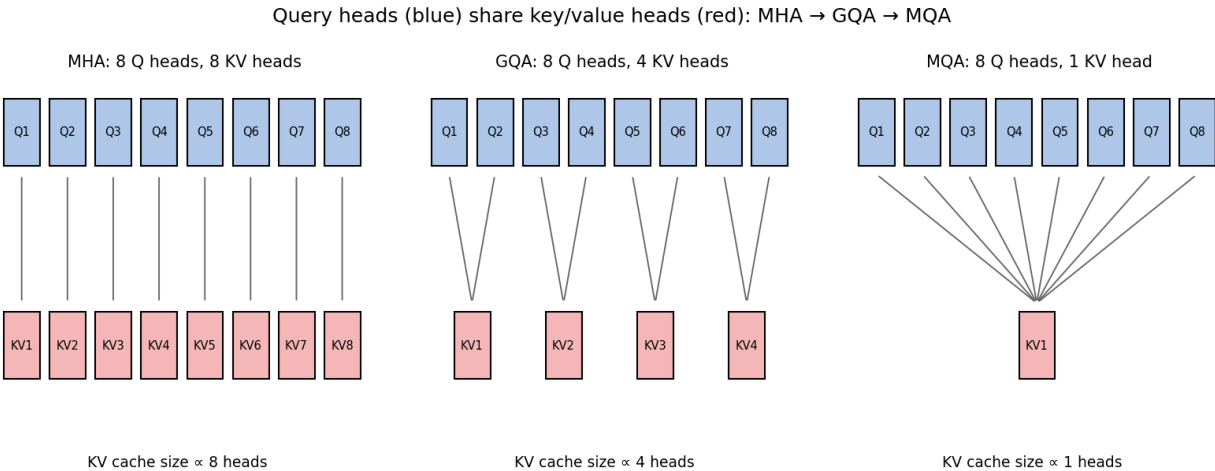 Query heads (blue) share key/value heads (red): MHA → GQA → MQA
MHA: 8 Q heads, 8 KV heads
Q1 Q2 Q3 Q4 Q5 Q6 Q7 Q8
KV1 KV2 KV3 KV4 KV5 KV6 KV7 KV8
KV cache size ∝ 8 heads
GQA: 8 Q heads, 4 KV heads
Q1 Q2 Q3 Q4 Q5 Q6 Q7 Q8
KV1 KV2 KV3 KV4
KV cache size ∝ 4 heads
MQA: 8 Q heads, 1 KV head
Q1 Q2 Q3 Q4 Q5 Q6 Q7 Q8
KV1
KV cache size ∝ 1 heads